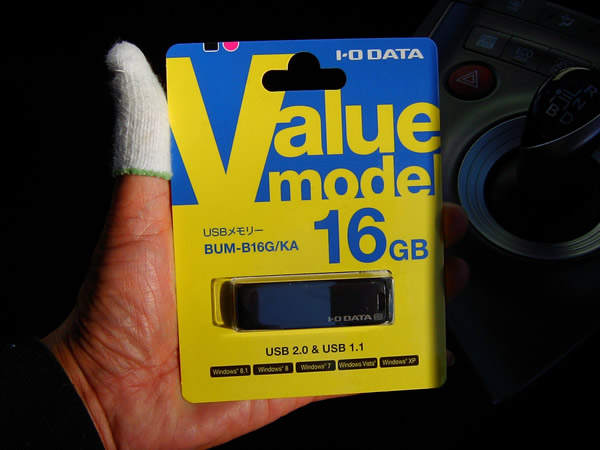 I-O DATA
Value
model
USBメモリー
BUM-B16G/KA
16GB
I-O DATA
USB 2.0 & USB 1.1
Windows® 8.1 Windows® 8 Windows® 7 Windows Vista® Windows® XP
R
N
D
B